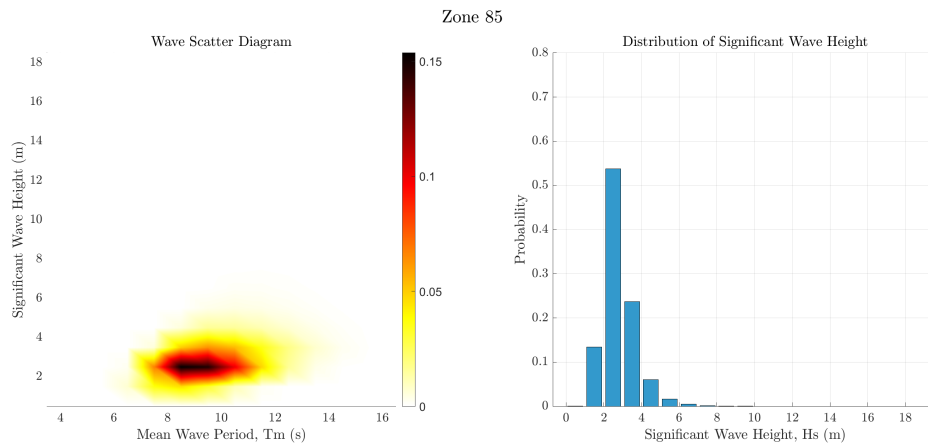 Zone 85
Wave Scatter Diagram
Significant Wave Height (m)
18
16
14
12
10
8
6
4
2
4 6 8 10 12 14 16
Mean Wave Period, Tm (s)
0.15
0.1
0.05
0
Distribution of Significant Wave Height
Probability
0.8
0.7
0.6
0.5
0.4
0.3
0.2
0.1
0
0 2 4 6 8 10 12 14 16 18
Significant Wave Height, Hs (m)